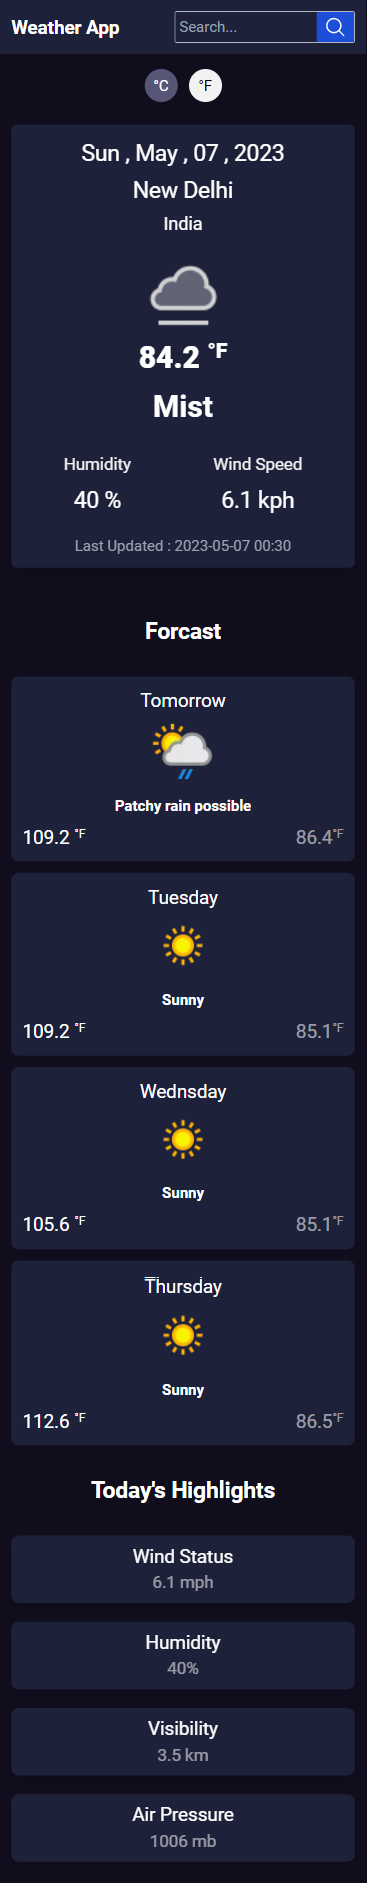 Weather App
Search...
°C °F
Sun , May , 07 , 2023
New Delhi
India
84.2 °F
Mist
Humidity Wind Speed
40 % 6.1 kph
Last Updated : 2023-05-07 00:30
Forcast
Tomorrow
Patchy rain possible
109.2 °F 86.4°F
Tuesday
Sunny
109.2 °F 85.1°F
Wednsday
Sunny
105.6 °F 85.1°F
Thursday
Sunny
112.6 °F 86.5°F
Today's Highlights
Wind Status
6.1 mph
Humidity
40%
Visibility
3.5 km
Air Pressure
1006 mb